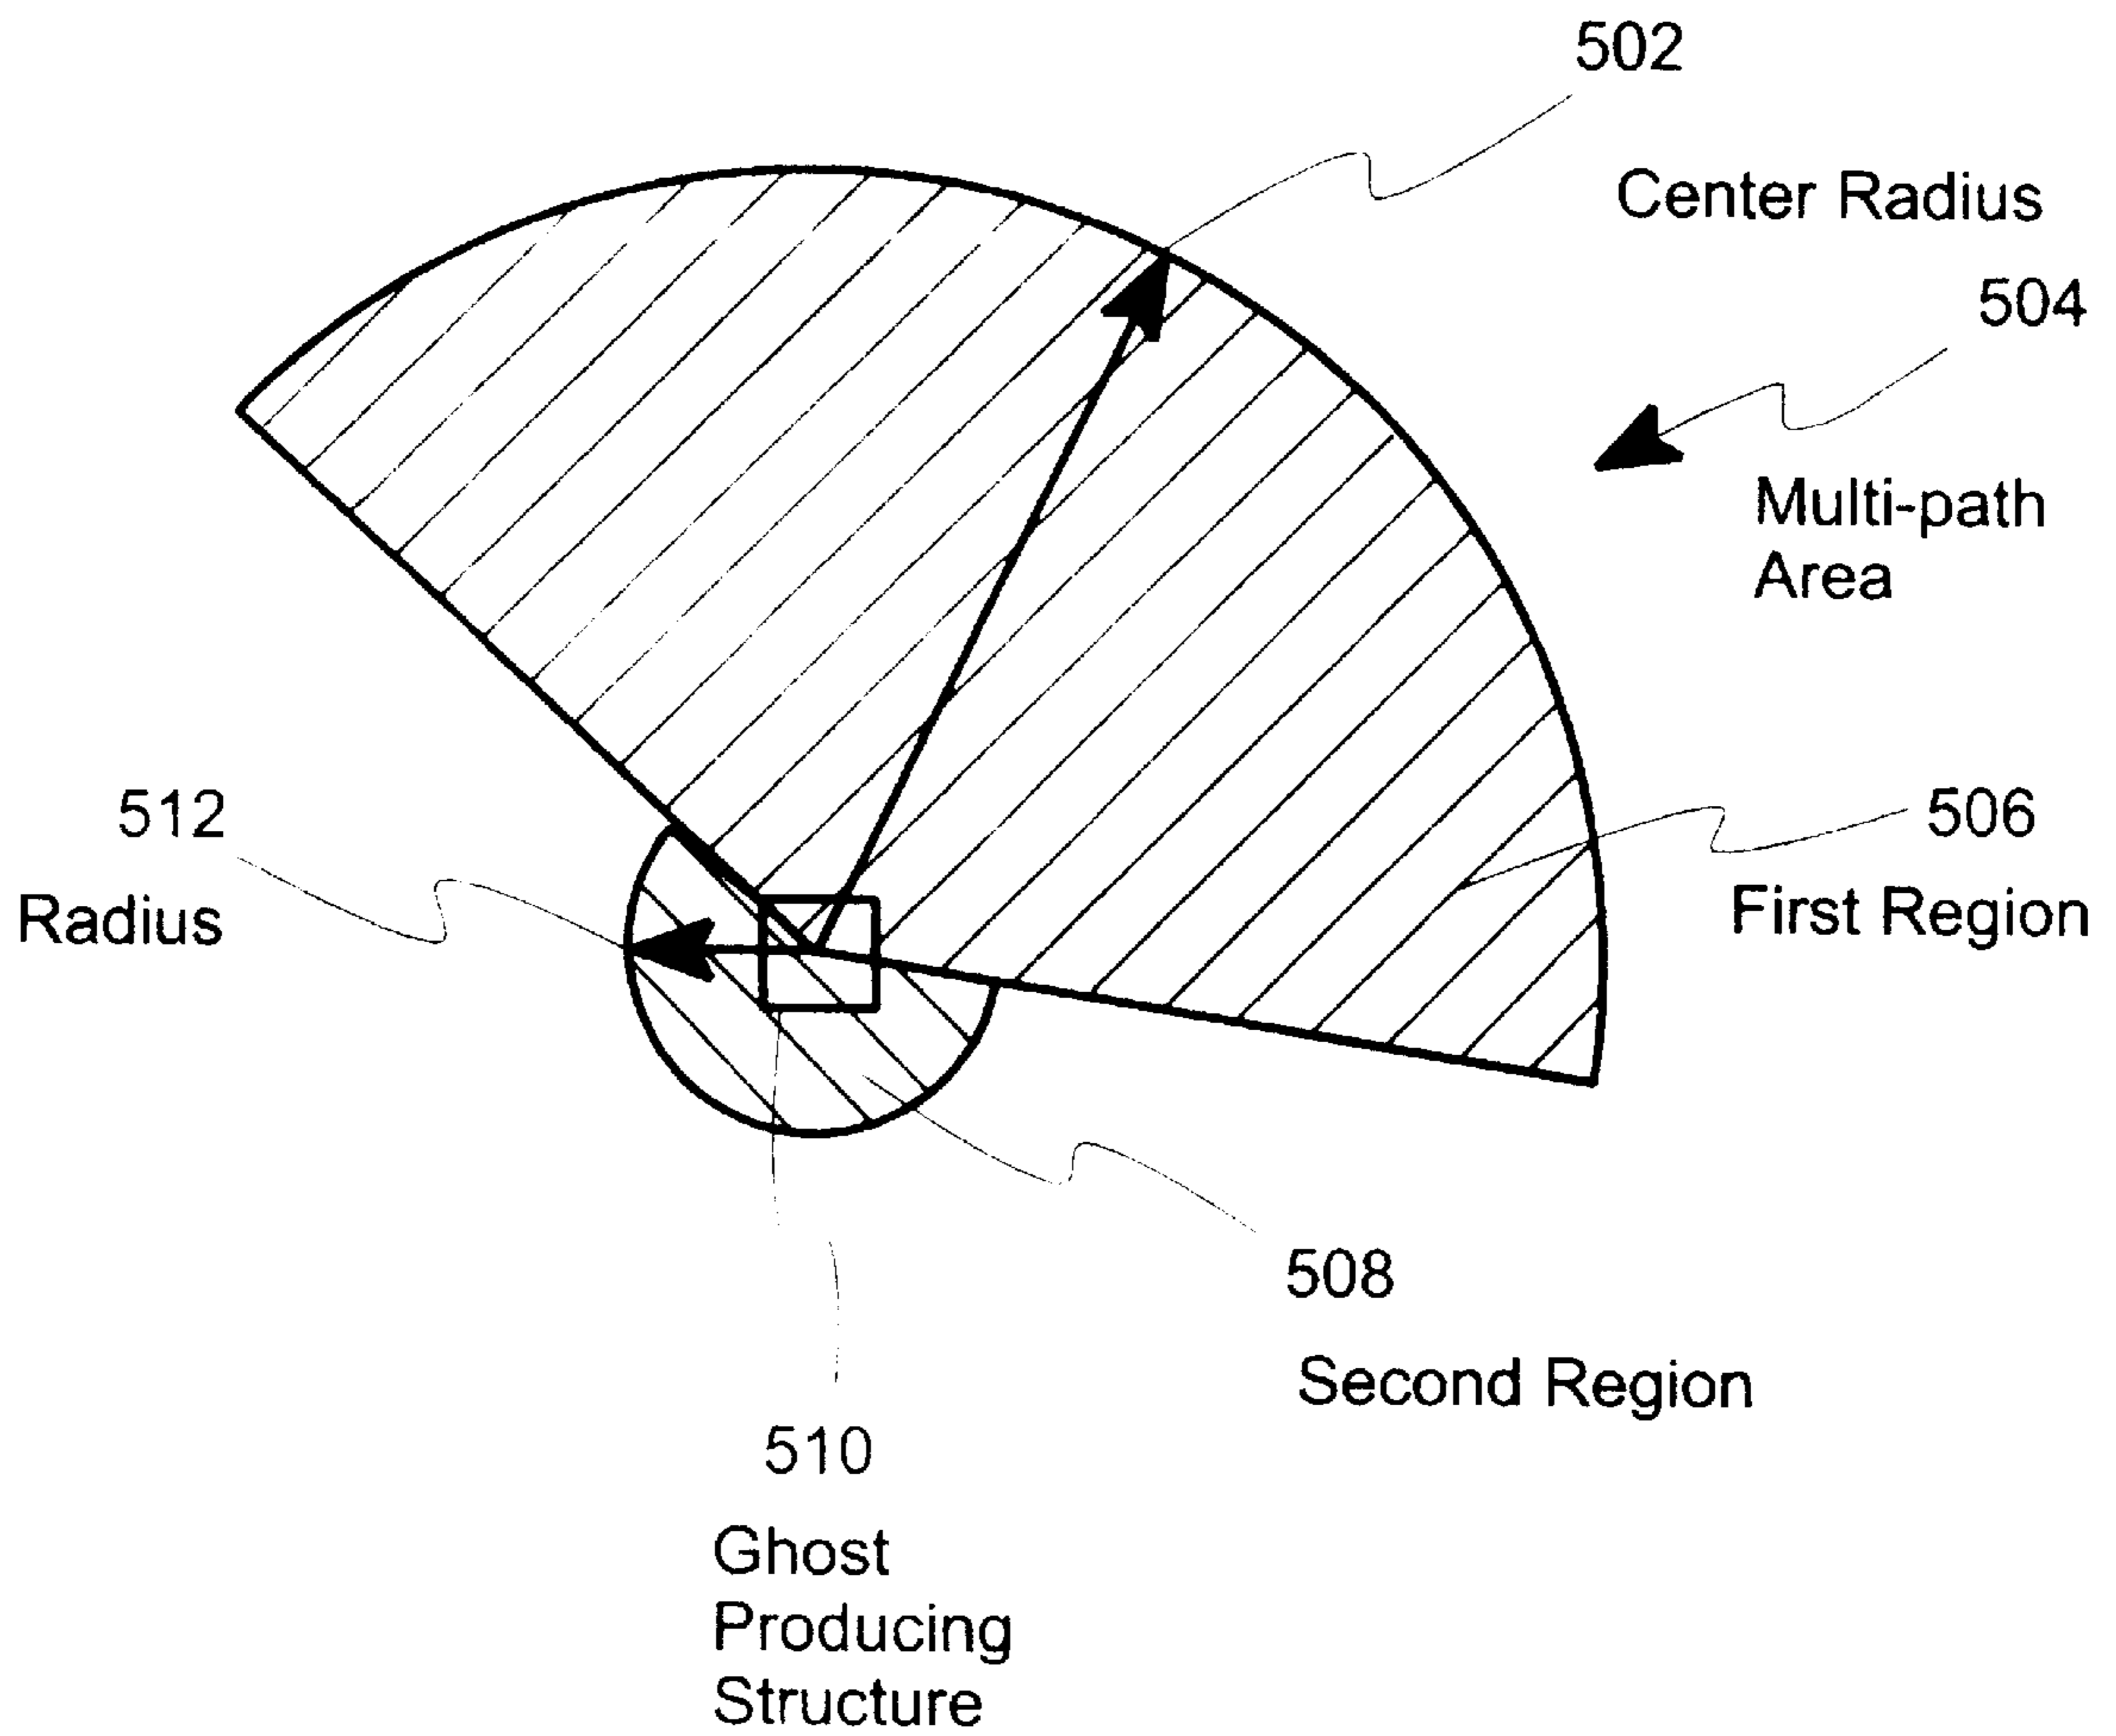 502
Center Radius
504
Multi-path
Area
512
Radius
506
First Region
508
Second Region
510
Ghost
Producing
Structure